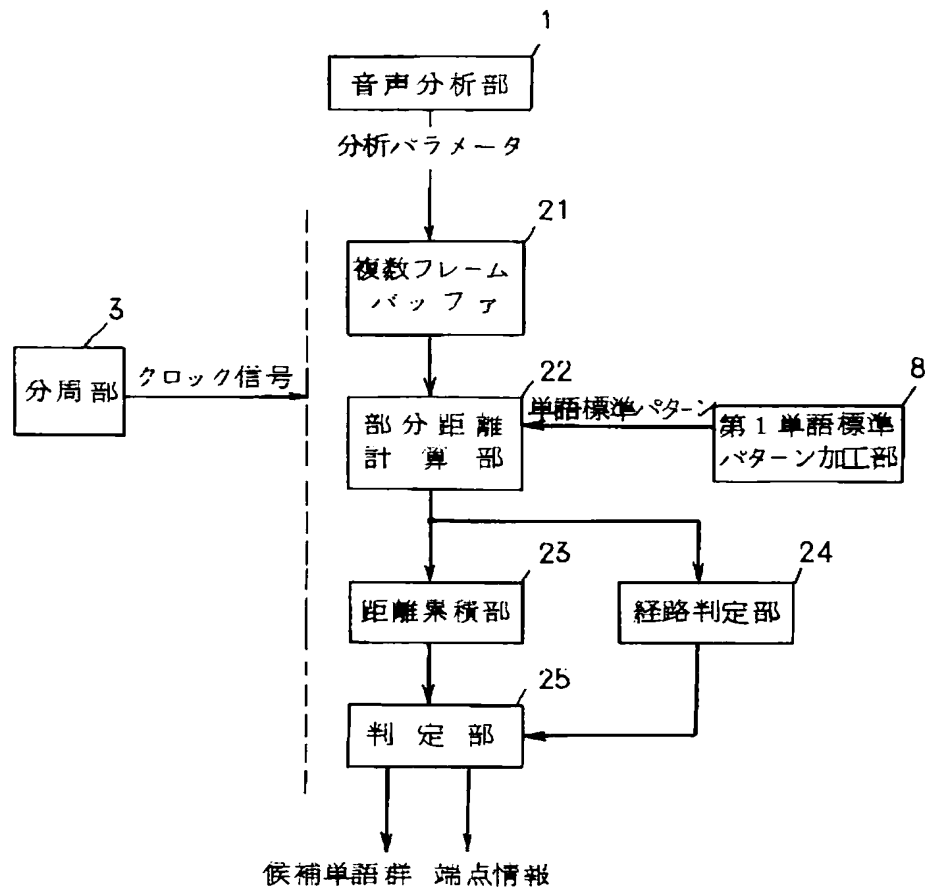 1
音声分析部
分析パラメータ
21
複数フレーム
バッファ
3
分周部
クロック信号
22
部分距離
計算部
単語標準パターン
8
第1単語標準
パターン加工部
23
距離累積部
24
経路判定部
25
判定部
候補単語群 端点情報